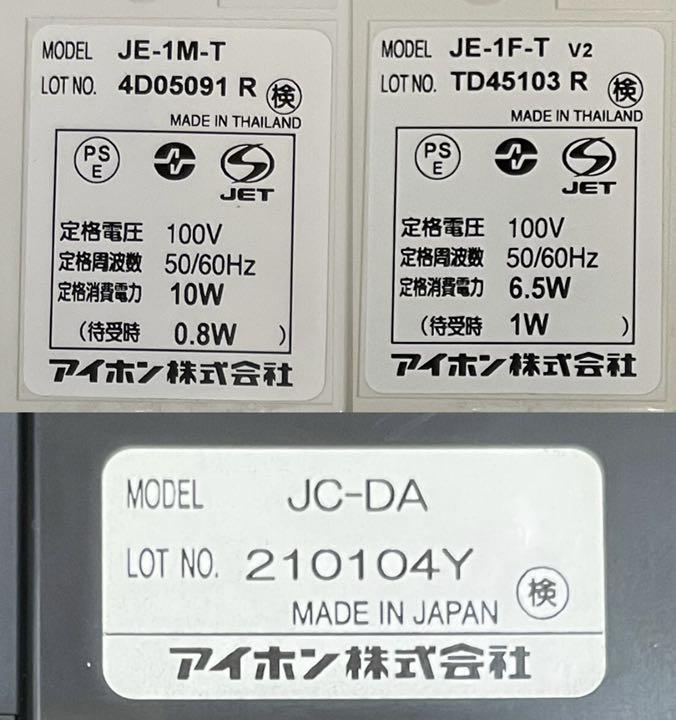 MODEL JE-1M-T
LOT NO. 4D05091 R 検
MADE IN THAILAND
PS E JET
定格電圧 100V
定格周波数 50/60Hz
定格消費電力 10W
(待受時 0.8W )
アイホン株式会社
MODEL JE-1F-T V2
LOT NO. TD45103 R 検
MADE IN THAILAND
PS E JET
定格電圧 100V
定格周波数 50/60Hz
定格消費電力 6.5W
(待受時 1W )
アイホン株式会社
MODEL JC-DA
LOT NO. 210104Y 検
MADE IN JAPAN
アイホン株式会社